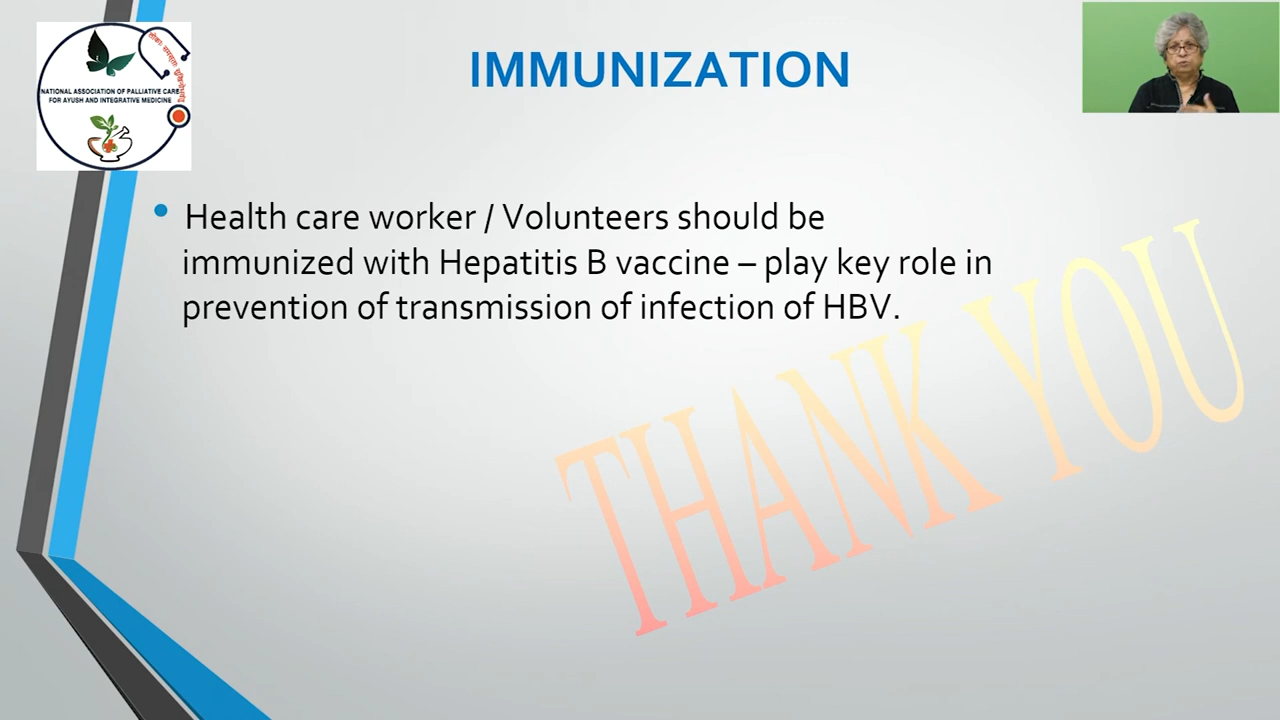 IMMUNIZATION
NATIONAL ASSOCIATION OF PALLIATIVE CARE
FOR AYUSH AND INTEGRATIVE MEDICINE
• Health care worker / Volunteers should be
immunized with Hepatitis B vaccine – play key role in
prevention of transmission of infection of HBV.
THANK YOU